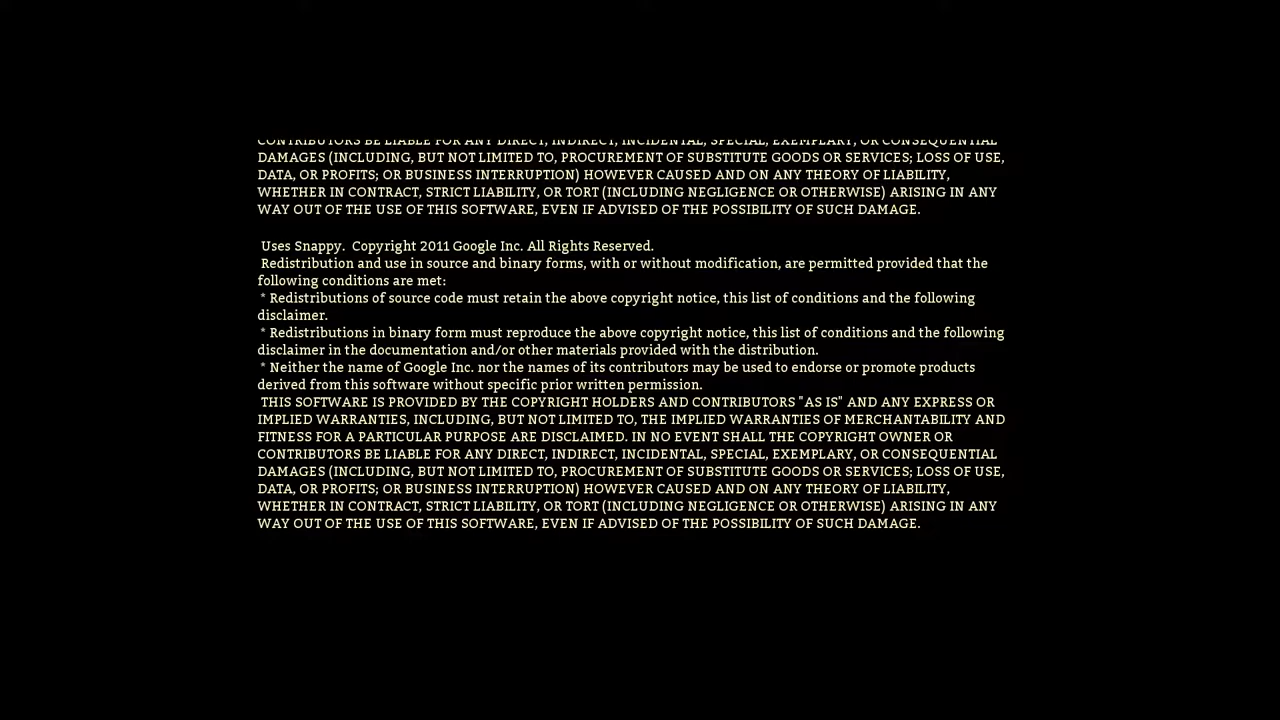 CONTRIBUTORS BE LIABLE FOR ANY DIRECT, INDIRECT, INCIDENTAL, SPECIAL, EXEMPLARY, OR CONSEQUENTIAL
DAMAGES (INCLUDING, BUT NOT LIMITED TO, PROCUREMENT OF SUBSTITUTE GOODS OR SERVICES; LOSS OF USE,
DATA, OR PROFITS; OR BUSINESS INTERRUPTION) HOWEVER CAUSED AND ON ANY THEORY OF LIABILITY,
WHETHER IN CONTRACT, STRICT LIABILITY, OR TORT (INCLUDING NEGLIGENCE OR OTHERWISE) ARISING IN ANY
WAY OUT OF THE USE OF THIS SOFTWARE, EVEN IF ADVISED OF THE POSSIBILITY OF SUCH DAMAGE.
Uses Snappy.  Copyright 2011 Google Inc. All Rights Reserved.
Redistribution and use in source and binary forms, with or without modification, are permitted provided that the
following conditions are met:
* Redistributions of source code must retain the above copyright notice, this list of conditions and the following
disclaimer.
* Redistributions in binary form must reproduce the above copyright notice, this list of conditions and the following
disclaimer in the documentation and/or other materials provided with the distribution.
* Neither the name of Google Inc. nor the names of its contributors may be used to endorse or promote products
derived from this software without specific prior written permission.
THIS SOFTWARE IS PROVIDED BY THE COPYRIGHT HOLDERS AND CONTRIBUTORS "AS IS" AND ANY EXPRESS OR
IMPLIED WARRANTIES, INCLUDING, BUT NOT LIMITED TO, THE IMPLIED WARRANTIES OF MERCHANTABILITY AND
FITNESS FOR A PARTICULAR PURPOSE ARE DISCLAIMED. IN NO EVENT SHALL THE COPYRIGHT OWNER OR
CONTRIBUTORS BE LIABLE FOR ANY DIRECT, INDIRECT, INCIDENTAL, SPECIAL, EXEMPLARY, OR CONSEQUENTIAL
DAMAGES (INCLUDING, BUT NOT LIMITED TO, PROCUREMENT OF SUBSTITUTE GOODS OR SERVICES; LOSS OF USE,
DATA, OR PROFITS; OR BUSINESS INTERRUPTION) HOWEVER CAUSED AND ON ANY THEORY OF LIABILITY,
WHETHER IN CONTRACT, STRICT LIABILITY, OR TORT (INCLUDING NEGLIGENCE OR OTHERWISE) ARISING IN ANY
WAY OUT OF THE USE OF THIS SOFTWARE, EVEN IF ADVISED OF THE POSSIBILITY OF SUCH DAMAGE.